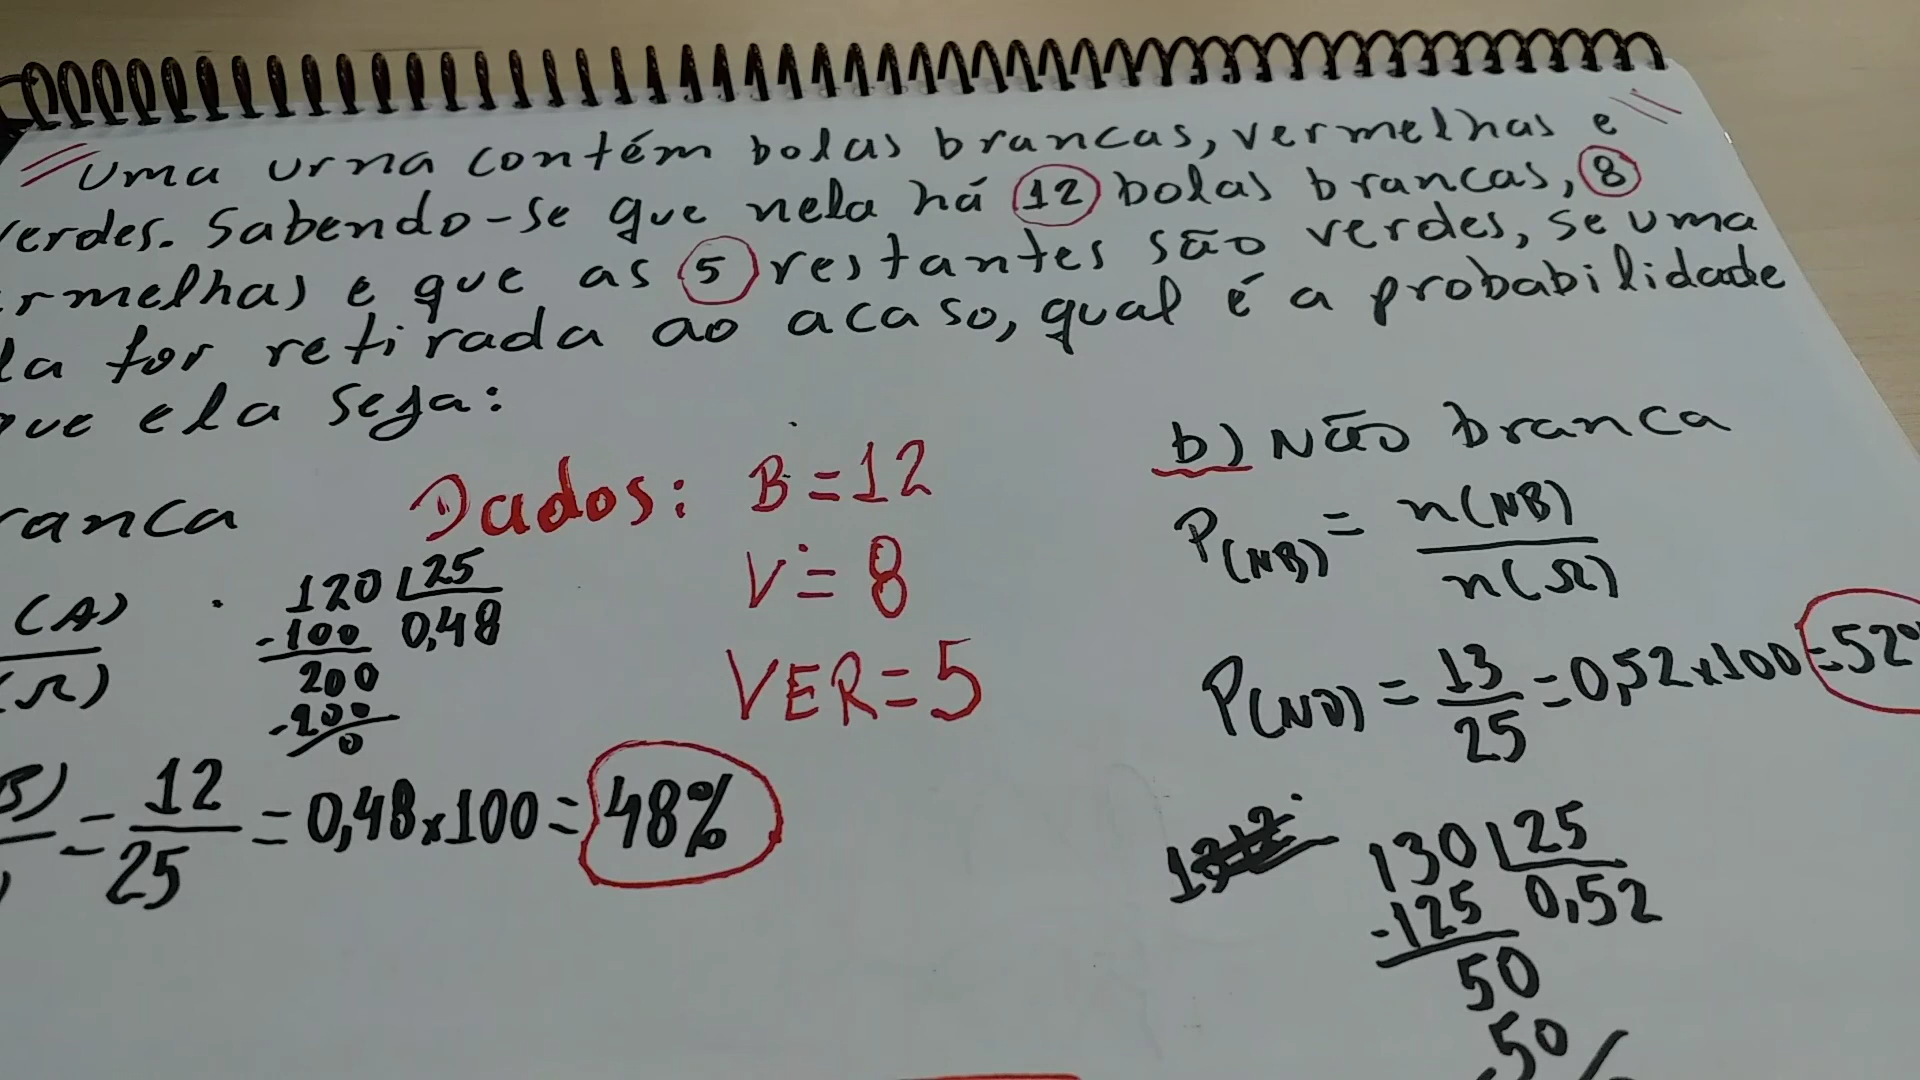 Uma urna contém bolas brancas, vermelhas e
verdes. Sabendo-se que nela há 12 bolas brancas, 8
rmelhas e que as 5 restantes são verdes, se uma
la for retirada ao acaso, qual é a probabilidade
que ela seja:
ranca
Dados: B=12
V=8
VER=5
(A)
(Ω)
120 25
-100 0,48
200
-200
0
B) = 12/25 = 0,48x100 = 48%
b) Não branca
P(NB) = n(NB)/n(Ω)
P(NB) = 13/25 = 0,52x100 = 52%
130 25
-125 0,52
50
50